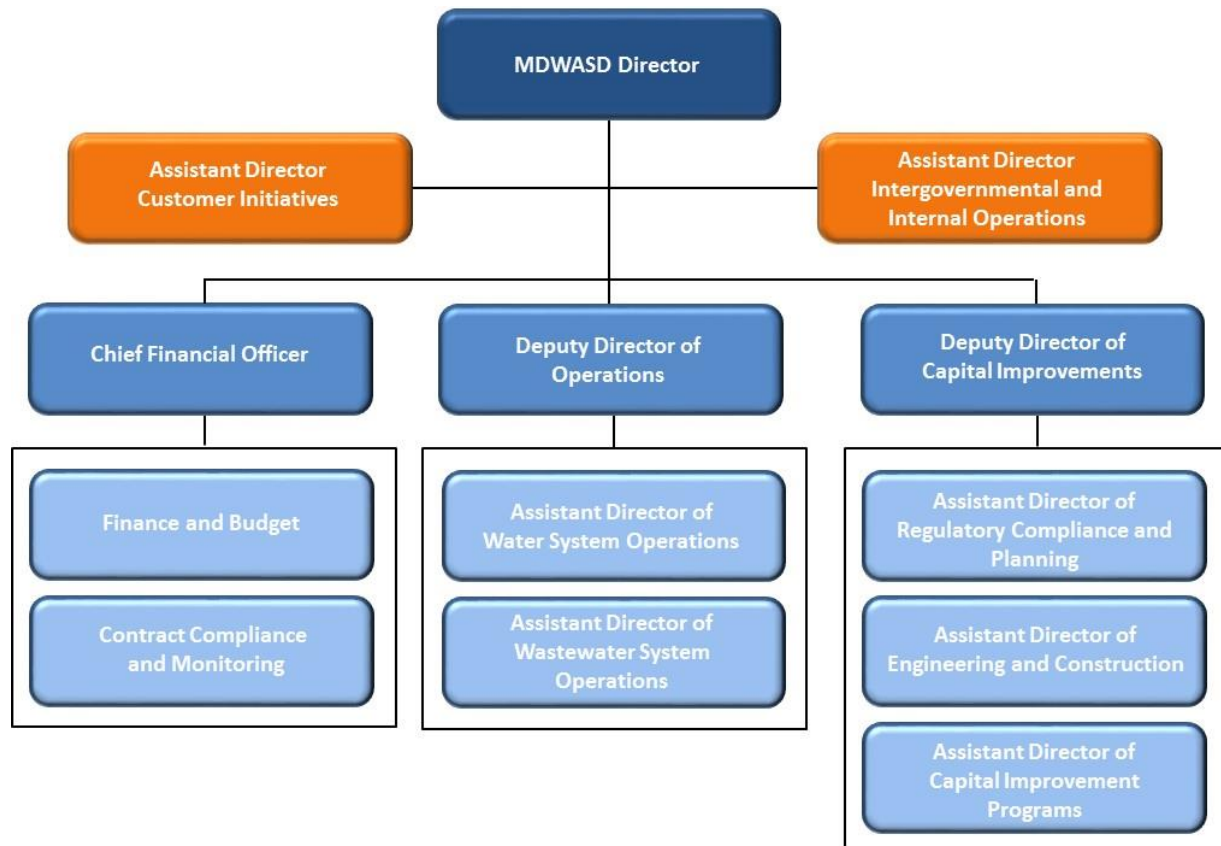 MDWASD Director
Assistant Director
Customer Initiatives
Assistant Director
Intergovernmental and
Internal Operations
Chief Financial Officer
Deputy Director of
Operations
Deputy Director of
Capital Improvements
Finance and Budget
Contract Compliance
and Monitoring
Assistant Director of
Water System Operations
Assistant Director of
Wastewater System
Operations
Assistant Director of
Regulatory Compliance and
Planning
Assistant Director of
Engineering and Construction
Assistant Director of
Capital Improvement
Programs